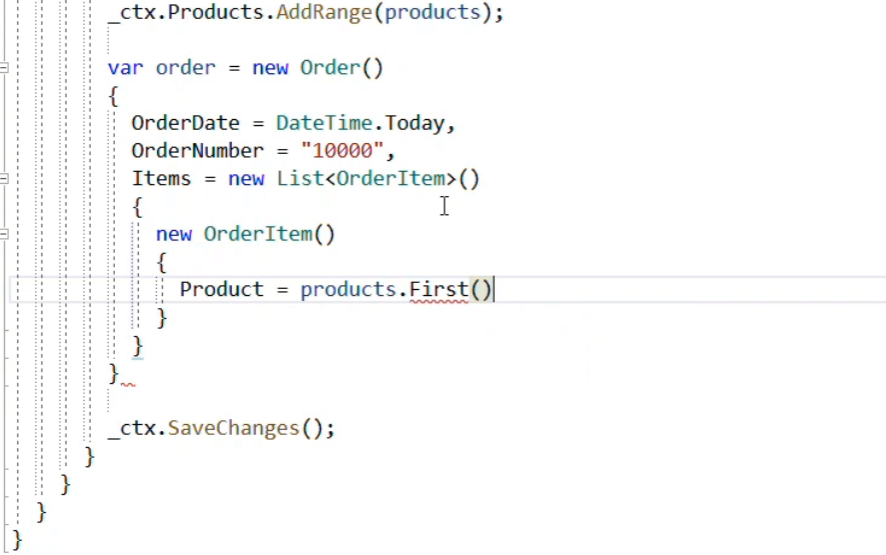 _ctx.Products.AddRange(products);
var order = new Order()
{
OrderDate = DateTime.Today,
OrderNumber = "10000",
Items = new List<OrderItem>()
{
new OrderItem()
{
Product = products.First()
}
}
}
_ctx.SaveChanges();
}
}
}
}